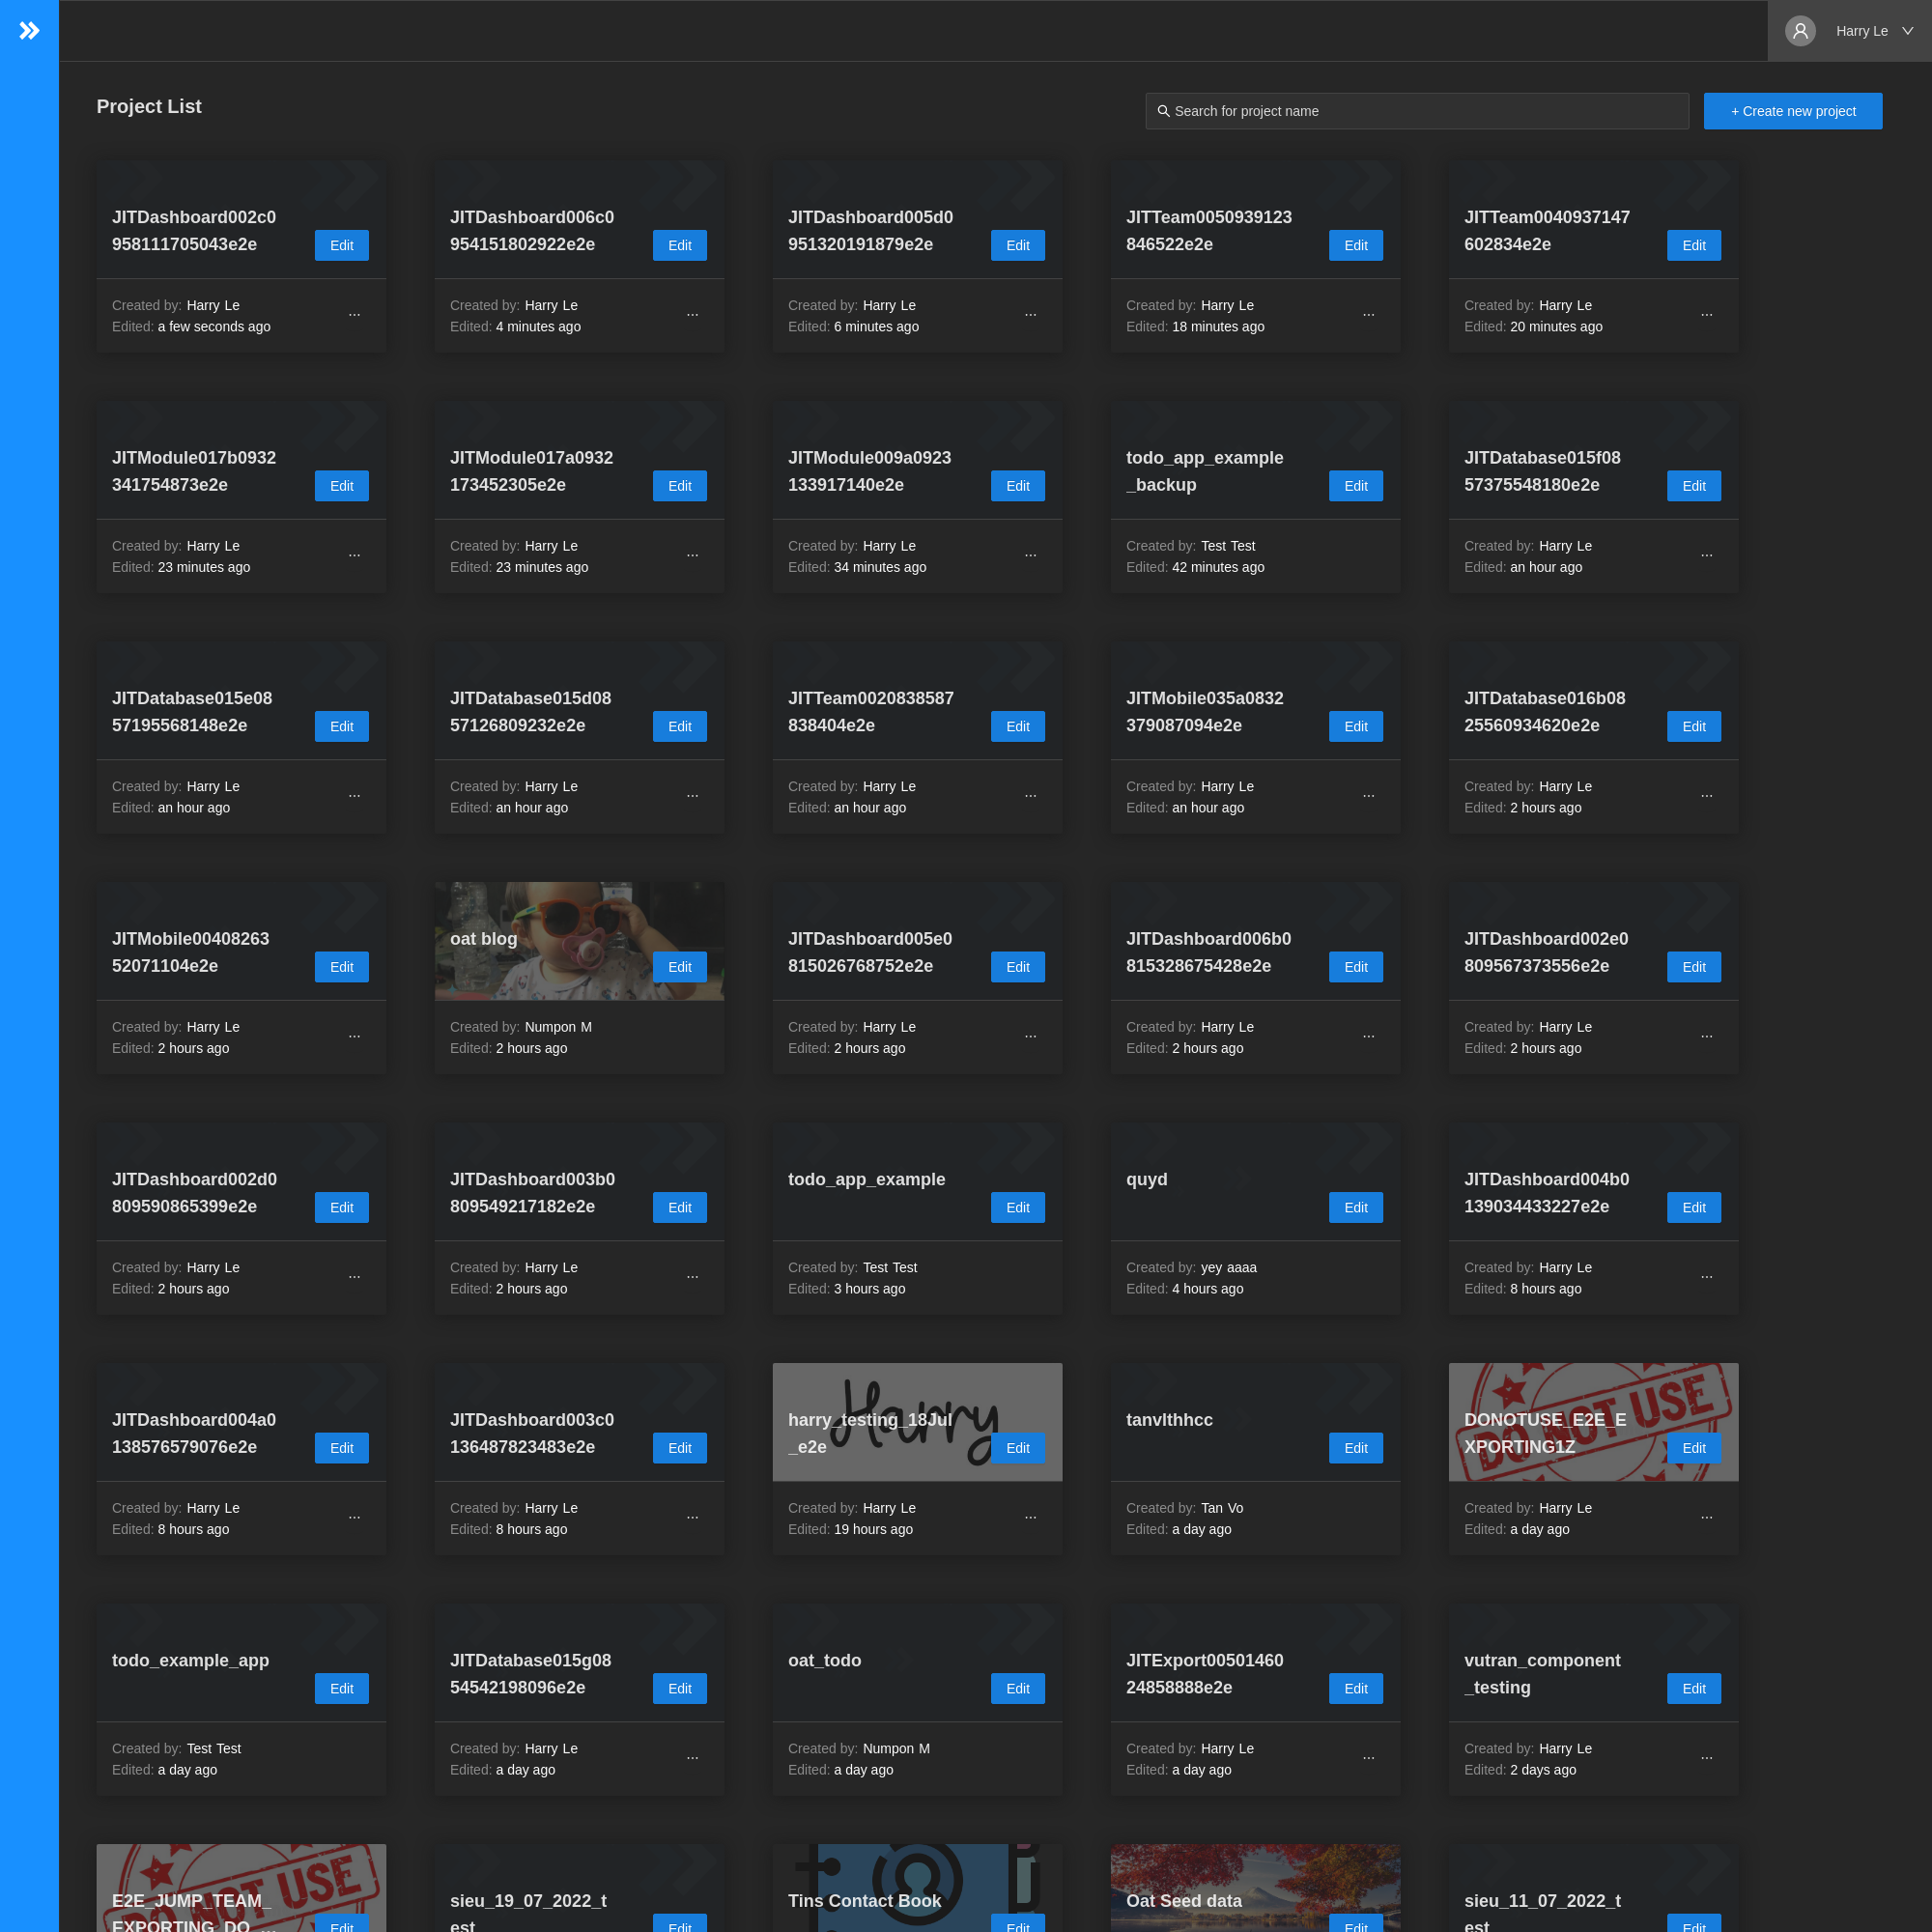 Harry Le
Project List
Search for project name
+ Create new project
JITDashboard002c0
958111705043e2e
Edit
Created by: Harry Le
Edited: a few seconds ago
...
JITDashboard006c0
954151802922e2e
Edit
Created by: Harry Le
Edited: 4 minutes ago
...
JITDashboard005d0
951320191879e2e
Edit
Created by: Harry Le
Edited: 6 minutes ago
...
JITTeam0050939123
846522e2e
Edit
Created by: Harry Le
Edited: 18 minutes ago
...
JITTeam0040937147
602834e2e
Edit
Created by: Harry Le
Edited: 20 minutes ago
...
JITModule017b0932
341754873e2e
Edit
Created by: Harry Le
Edited: 23 minutes ago
...
JITModule017a0932
173452305e2e
Edit
Created by: Harry Le
Edited: 23 minutes ago
...
JITModule009a0923
133917140e2e
Edit
Created by: Harry Le
Edited: 34 minutes ago
...
todo_app_example
_backup
Edit
Created by: Test Test
Edited: 42 minutes ago
JITDatabase015f08
57375548180e2e
Edit
Created by: Harry Le
Edited: an hour ago
...
JITDatabase015e08
57195568148e2e
Edit
Created by: Harry Le
Edited: an hour ago
...
JITDatabase015d08
57126809232e2e
Edit
Created by: Harry Le
Edited: an hour ago
...
JITTeam0020838587
838404e2e
Edit
Created by: Harry Le
Edited: an hour ago
...
JITMobile035a0832
379087094e2e
Edit
Created by: Harry Le
Edited: an hour ago
...
JITDatabase016b08
25560934620e2e
Edit
Created by: Harry Le
Edited: 2 hours ago
...
JITMobile00408263
52071104e2e
Edit
Created by: Harry Le
Edited: 2 hours ago
...
oat blog
Edit
Created by: Numpon M
Edited: 2 hours ago
JITDashboard005e0
815026768752e2e
Edit
Created by: Harry Le
Edited: 2 hours ago
...
JITDashboard006b0
815328675428e2e
Edit
Created by: Harry Le
Edited: 2 hours ago
...
JITDashboard002e0
809567373556e2e
Edit
Created by: Harry Le
Edited: 2 hours ago
...
JITDashboard002d0
809590865399e2e
Edit
Created by: Harry Le
Edited: 2 hours ago
...
JITDashboard003b0
809549217182e2e
Edit
Created by: Harry Le
Edited: 2 hours ago
...
todo_app_example
Edit
Created by: Test Test
Edited: 3 hours ago
quyd
Edit
Created by: yey aaaa
Edited: 4 hours ago
JITDashboard004b0
139034433227e2e
Edit
Created by: Harry Le
Edited: 8 hours ago
...
JITDashboard004a0
138576579076e2e
Edit
Created by: Harry Le
Edited: 8 hours ago
...
JITDashboard003c0
136487823483e2e
Edit
Created by: Harry Le
Edited: 8 hours ago
...
Harry
harry_testing_18Jul
_e2e
Edit
Created by: Harry Le
Edited: 19 hours ago
...
tanvlthhcc
Edit
Created by: Tan Vo
Edited: a day ago
DO NOT USE
DONOTUSE_E2E_E
XPORTING1Z
Edit
Created by: Harry Le
Edited: a day ago
...
todo_example_app
Edit
Created by: Test Test
Edited: a day ago
JITDatabase015g08
54542198096e2e
Edit
Created by: Harry Le
Edited: a day ago
...
oat_todo
Edit
Created by: Numpon M
Edited: a day ago
JITExport00501460
24858888e2e
Edit
Created by: Harry Le
Edited: a day ago
...
vutran_component
_testing
Edit
Created by: Harry Le
Edited: 2 days ago
...
DO NOT USE
E2E_JUMP_TEAM_
EXPORTING_DO_...
Edit
sieu_19_07_2022_t
est
Edit
Tins Contact Book
Edit
Oat Seed data
Edit
sieu_11_07_2022_t
est
Edit